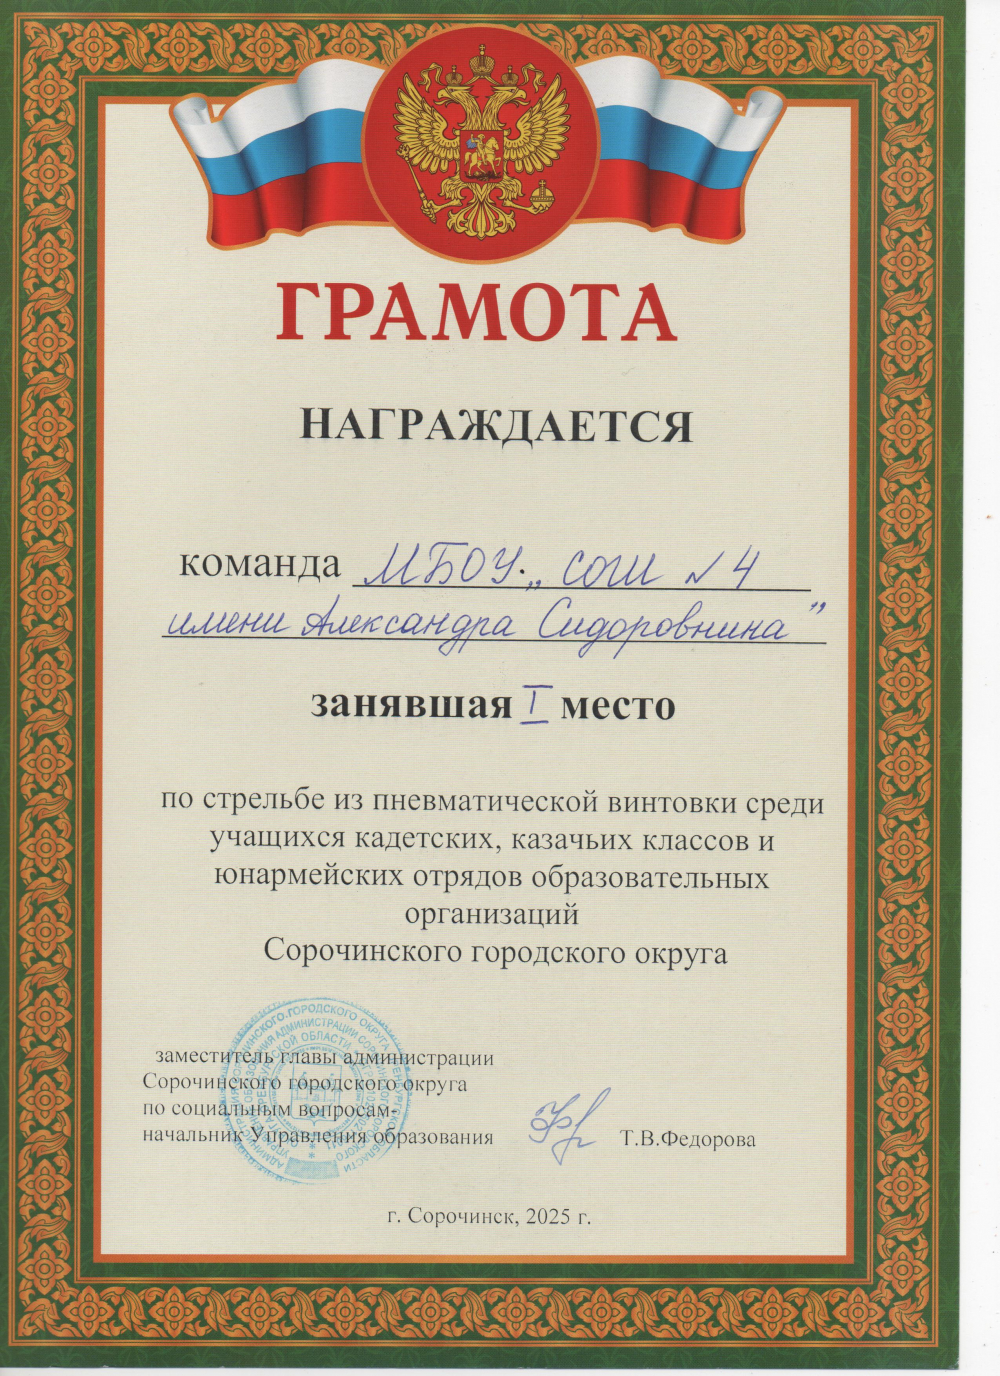 ГРАМОТА
НАГРАЖДАЕТСЯ
команда МБОУ „СОШ №4
имени Александра Сидоровнина”
занявшая I место
по стрельбе из пневматической винтовки среди
учащихся кадетских, казачьих классов и
юнармейских отрядов образовательных
организаций
Сорочинского городского округа
заместитель главы администрации
Сорочинского городского округа
по социальным вопросам-
начальник Управления образования
Т.В.Федорова
г. Сорочинск, 2025 г.